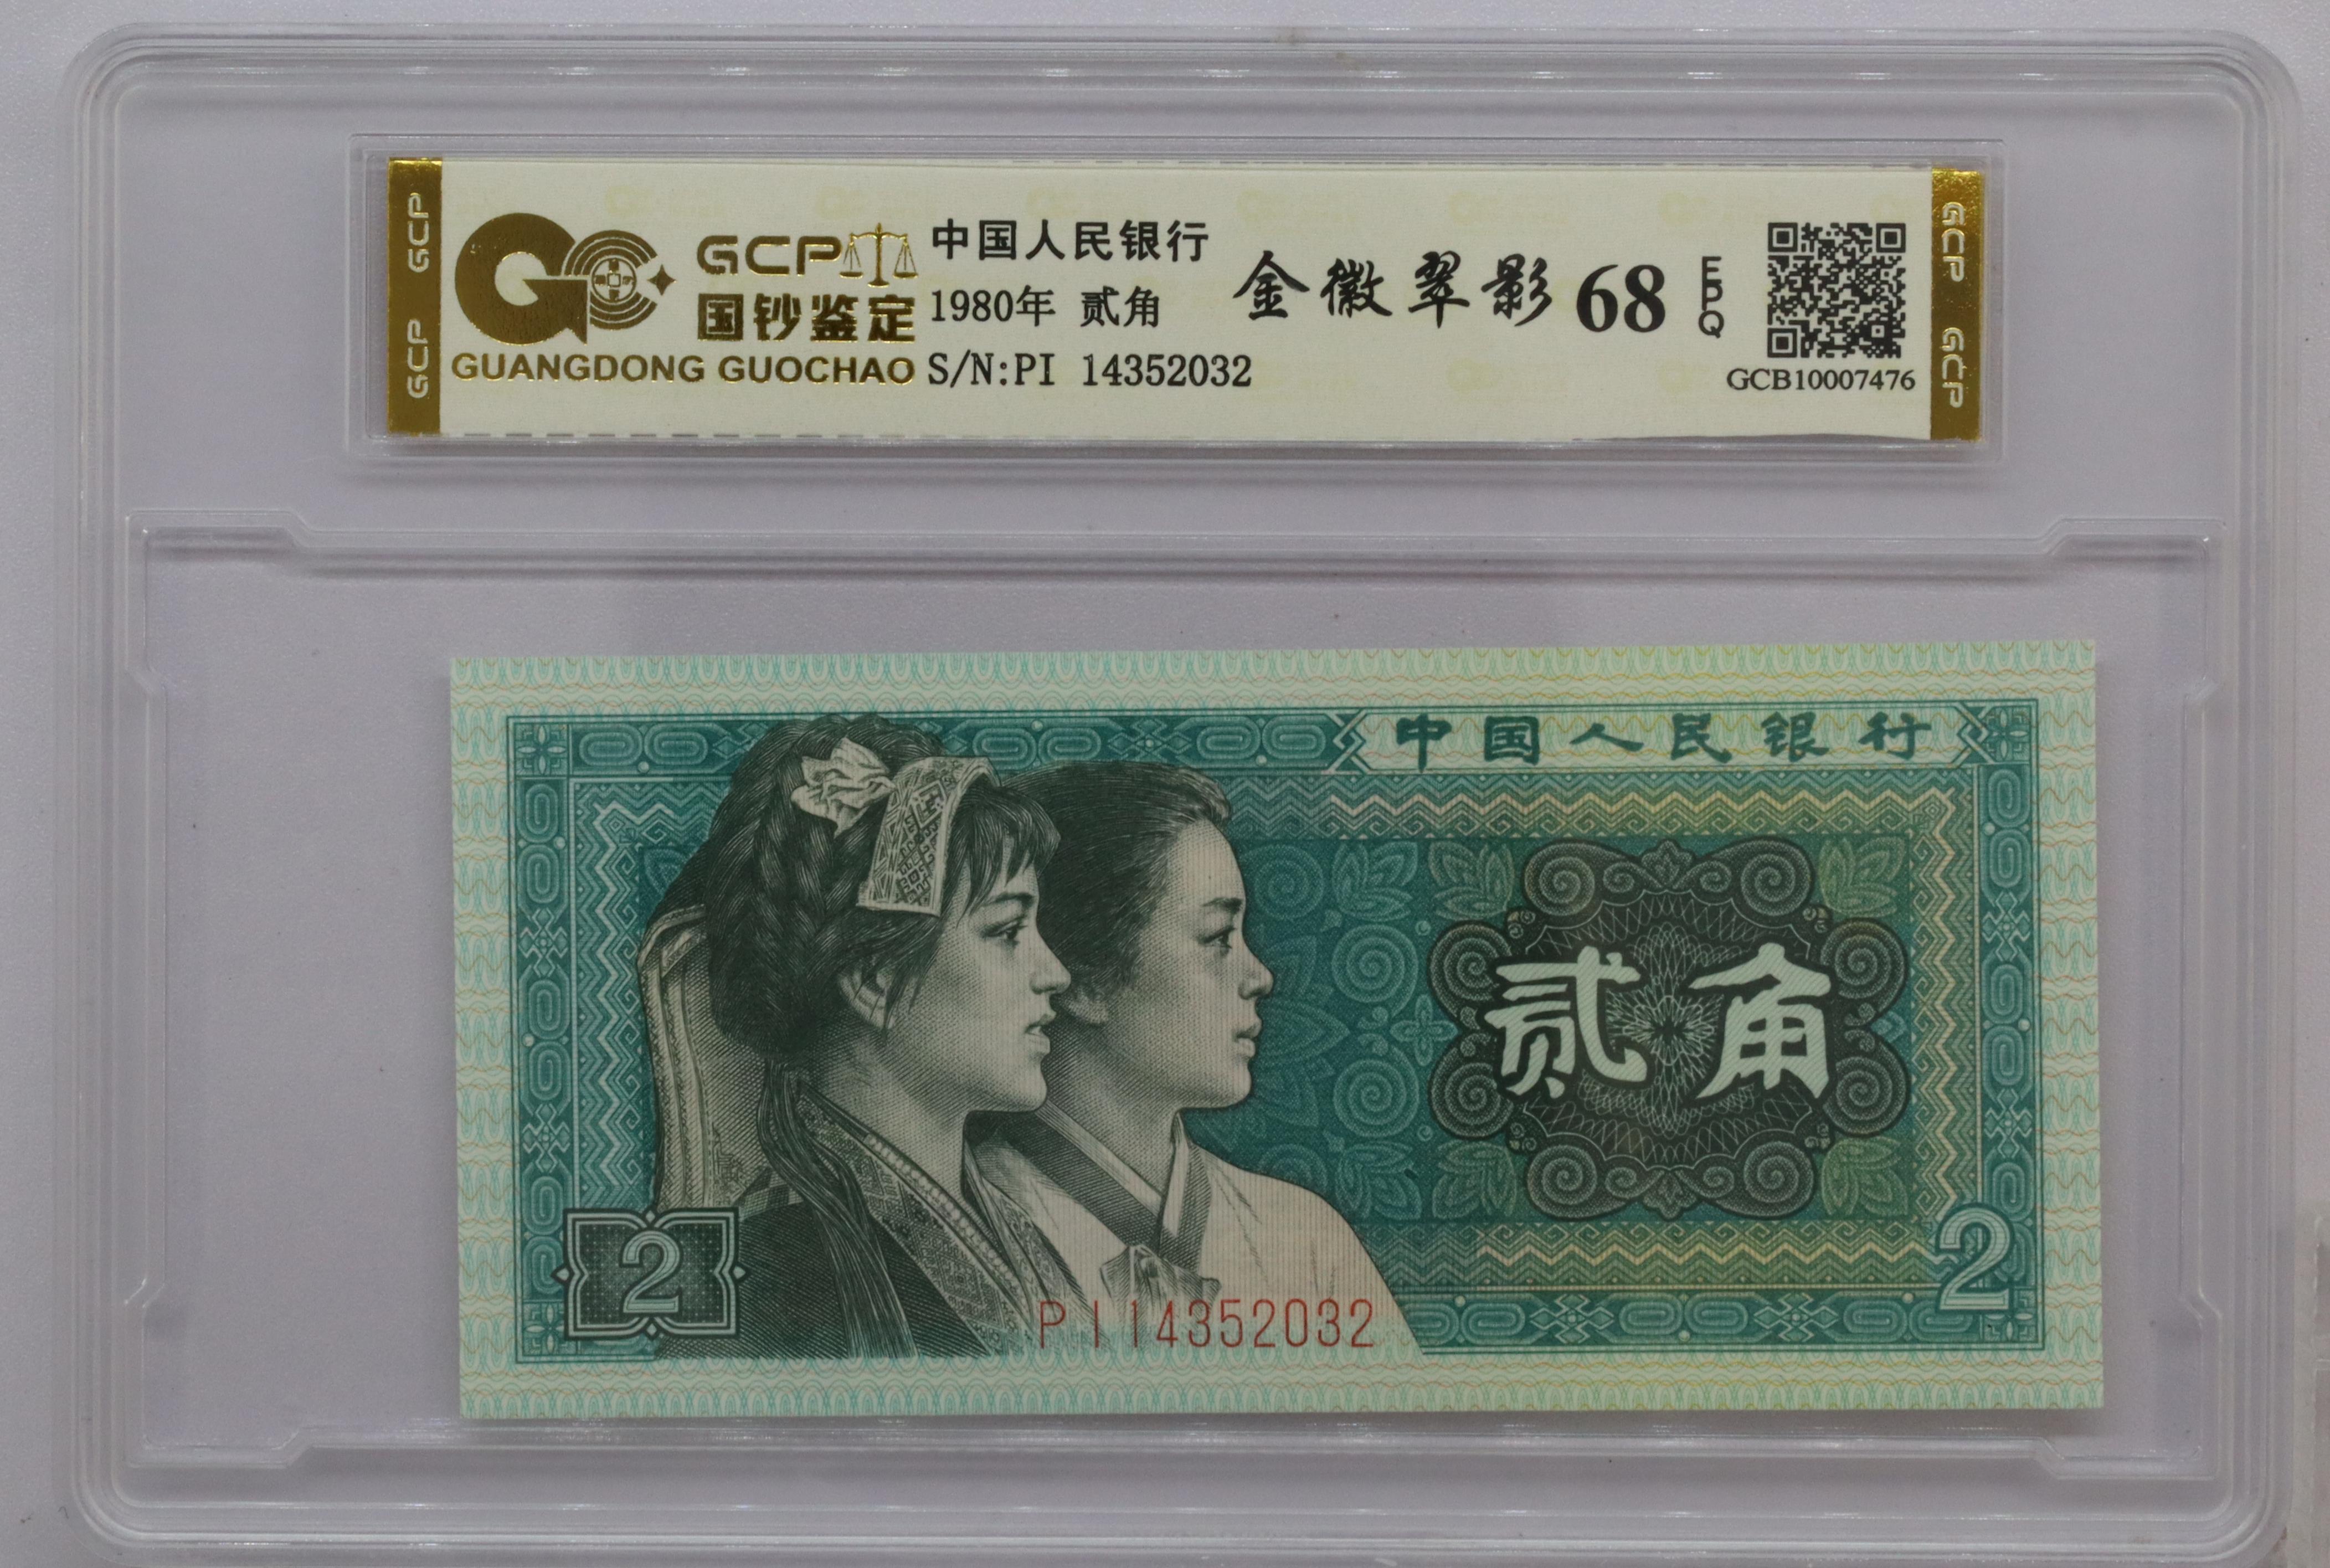 GCP GCP
GCP
国钞鉴定
GUANGDONG GUOCHAO
中国人民银行
1980年 贰角
S/N:PI 14352032
金徽翠影 68 EPQ
GCB10007476
GCP GCP
中国人民银行
贰角
2
2
PI14352032